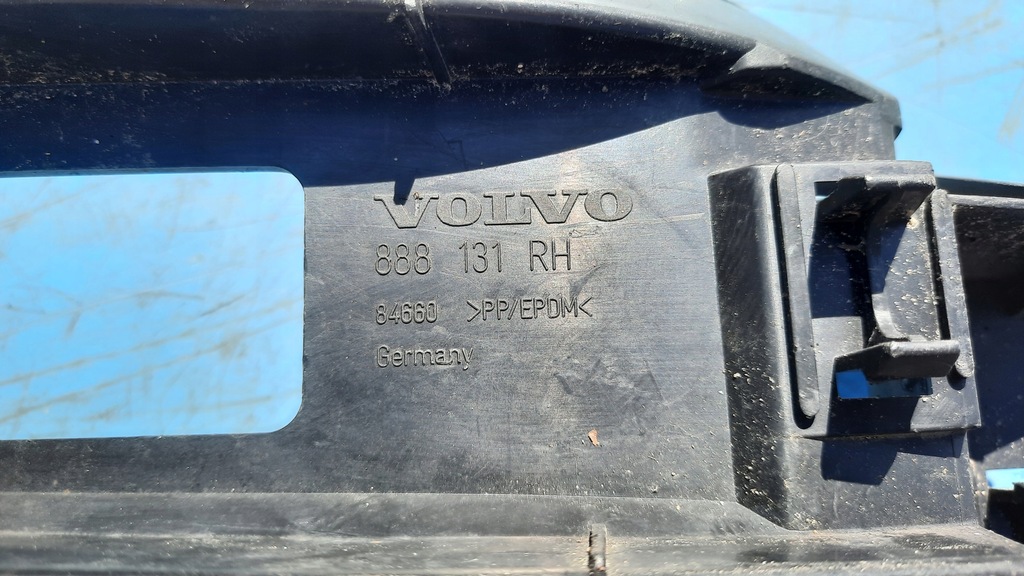 VOLVO
888 131 RH
84660 >PP/EPDM<
Germany